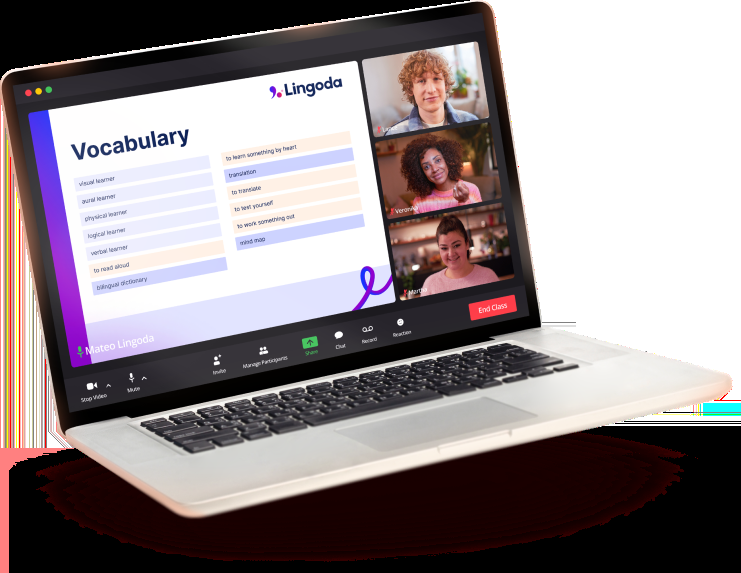 Lingoda
Vocabulary
visual learner
aural learner
physical learner
logical learner
verbal learner
to read aloud
bilingual dictionary
to learn something by heart
translation
to translate
to test yourself
to work something out
mind map
Veronica
Martha
Mateo Lingoda
Stop Video
Mute
Invite
Manage Participants
Share
Chat
Record
Reaction
End Class